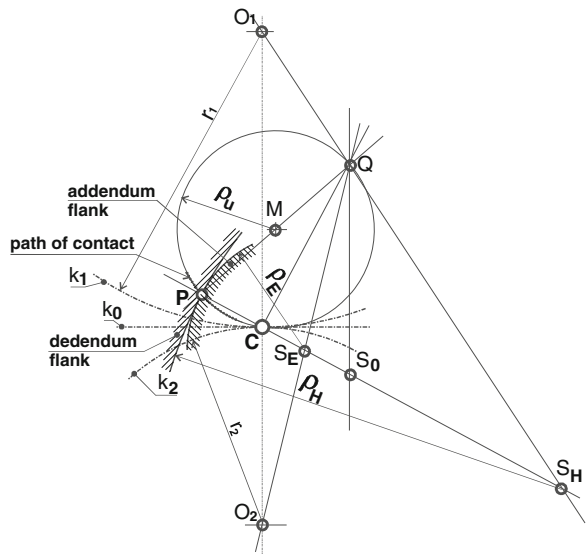 O1
r1
Q
addendum
flank
ρu
M
path of contact
k1
ρE
P
k0
C
SE
S0
dedendum
flank
k2
ρH
r2
SH
O2